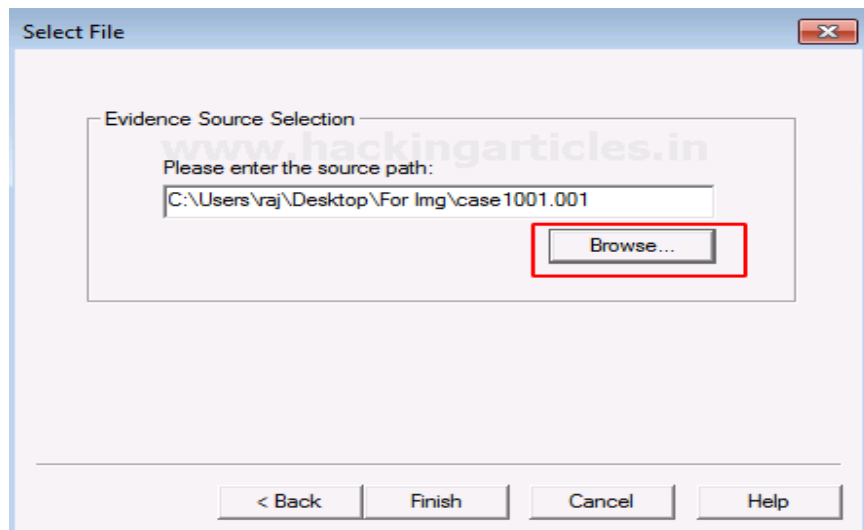 Select File
Evidence Source Selection
www.hackingarticles.in
Please enter the source path:
C:\Users\raj\Desktop\For Img\case1001.001
Browse...
< Back
Finish
Cancel
Help